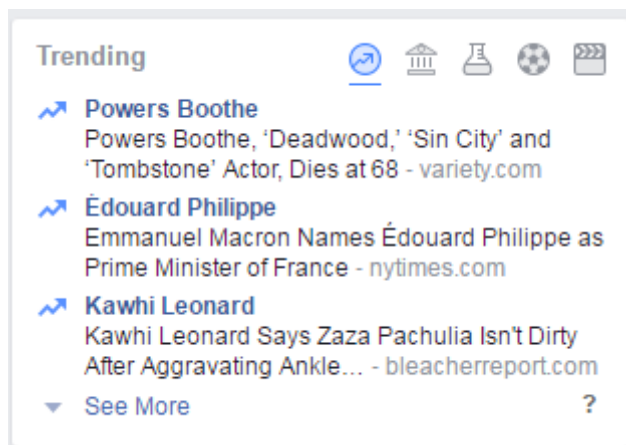 Trending
Powers Boothe
Powers Boothe, ‘Deadwood,’ ‘Sin City’ and
‘Tombstone’ Actor, Dies at 68 - variety.com
Édouard Philippe
Emmanuel Macron Names Édouard Philippe as
Prime Minister of France - nytimes.com
Kawhi Leonard
Kawhi Leonard Says Zaza Pachulia Isn't Dirty
After Aggravating Ankle... - bleacherreport.com
See More ?